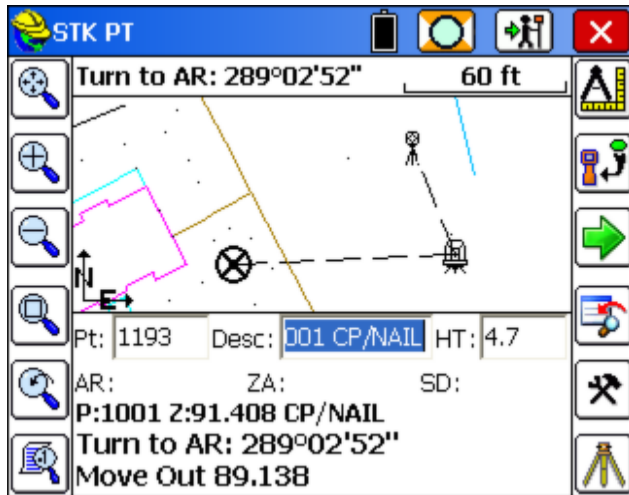 STK PT
Turn to AR: 289°02'52" 60 ft
N
E
Pt: 1193 Desc: 001 CP/NAIL HT: 4.7
AR: ZA: SD:
P:1001 Z:91.408 CP/NAIL
Turn to AR: 289°02'52"
Move Out 89.138